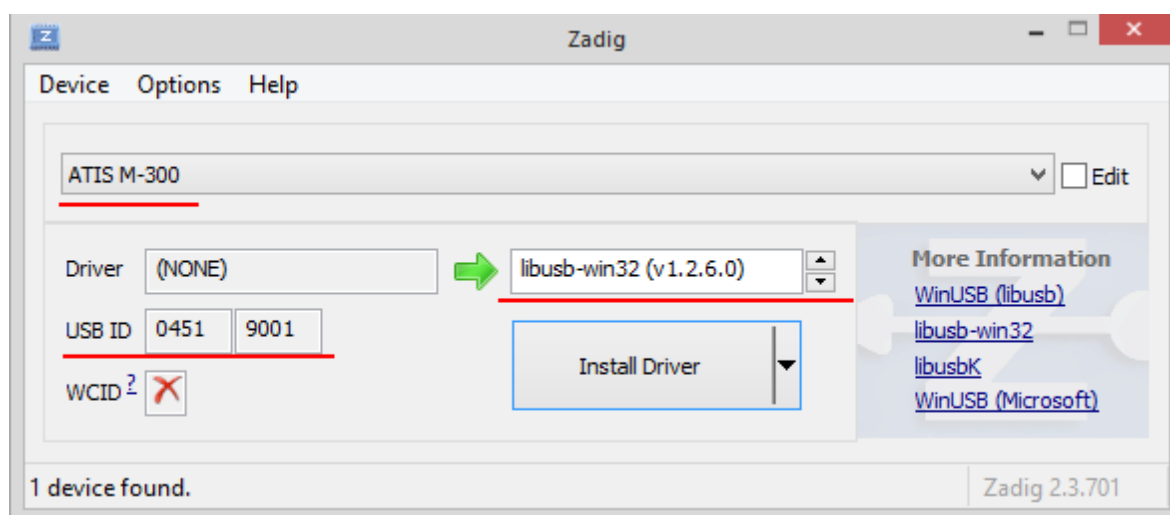 Z
Zadig
Device Options Help
ATIS M-300
Edit
Driver (NONE) libusb-win32 (v1.2.6.0)
USB ID 0451 9001
WCID ?
Install Driver
More Information
WinUSB (libusb)
libusb-win32
libusbK
WinUSB (Microsoft)
1 device found.
Zadig 2.3.701